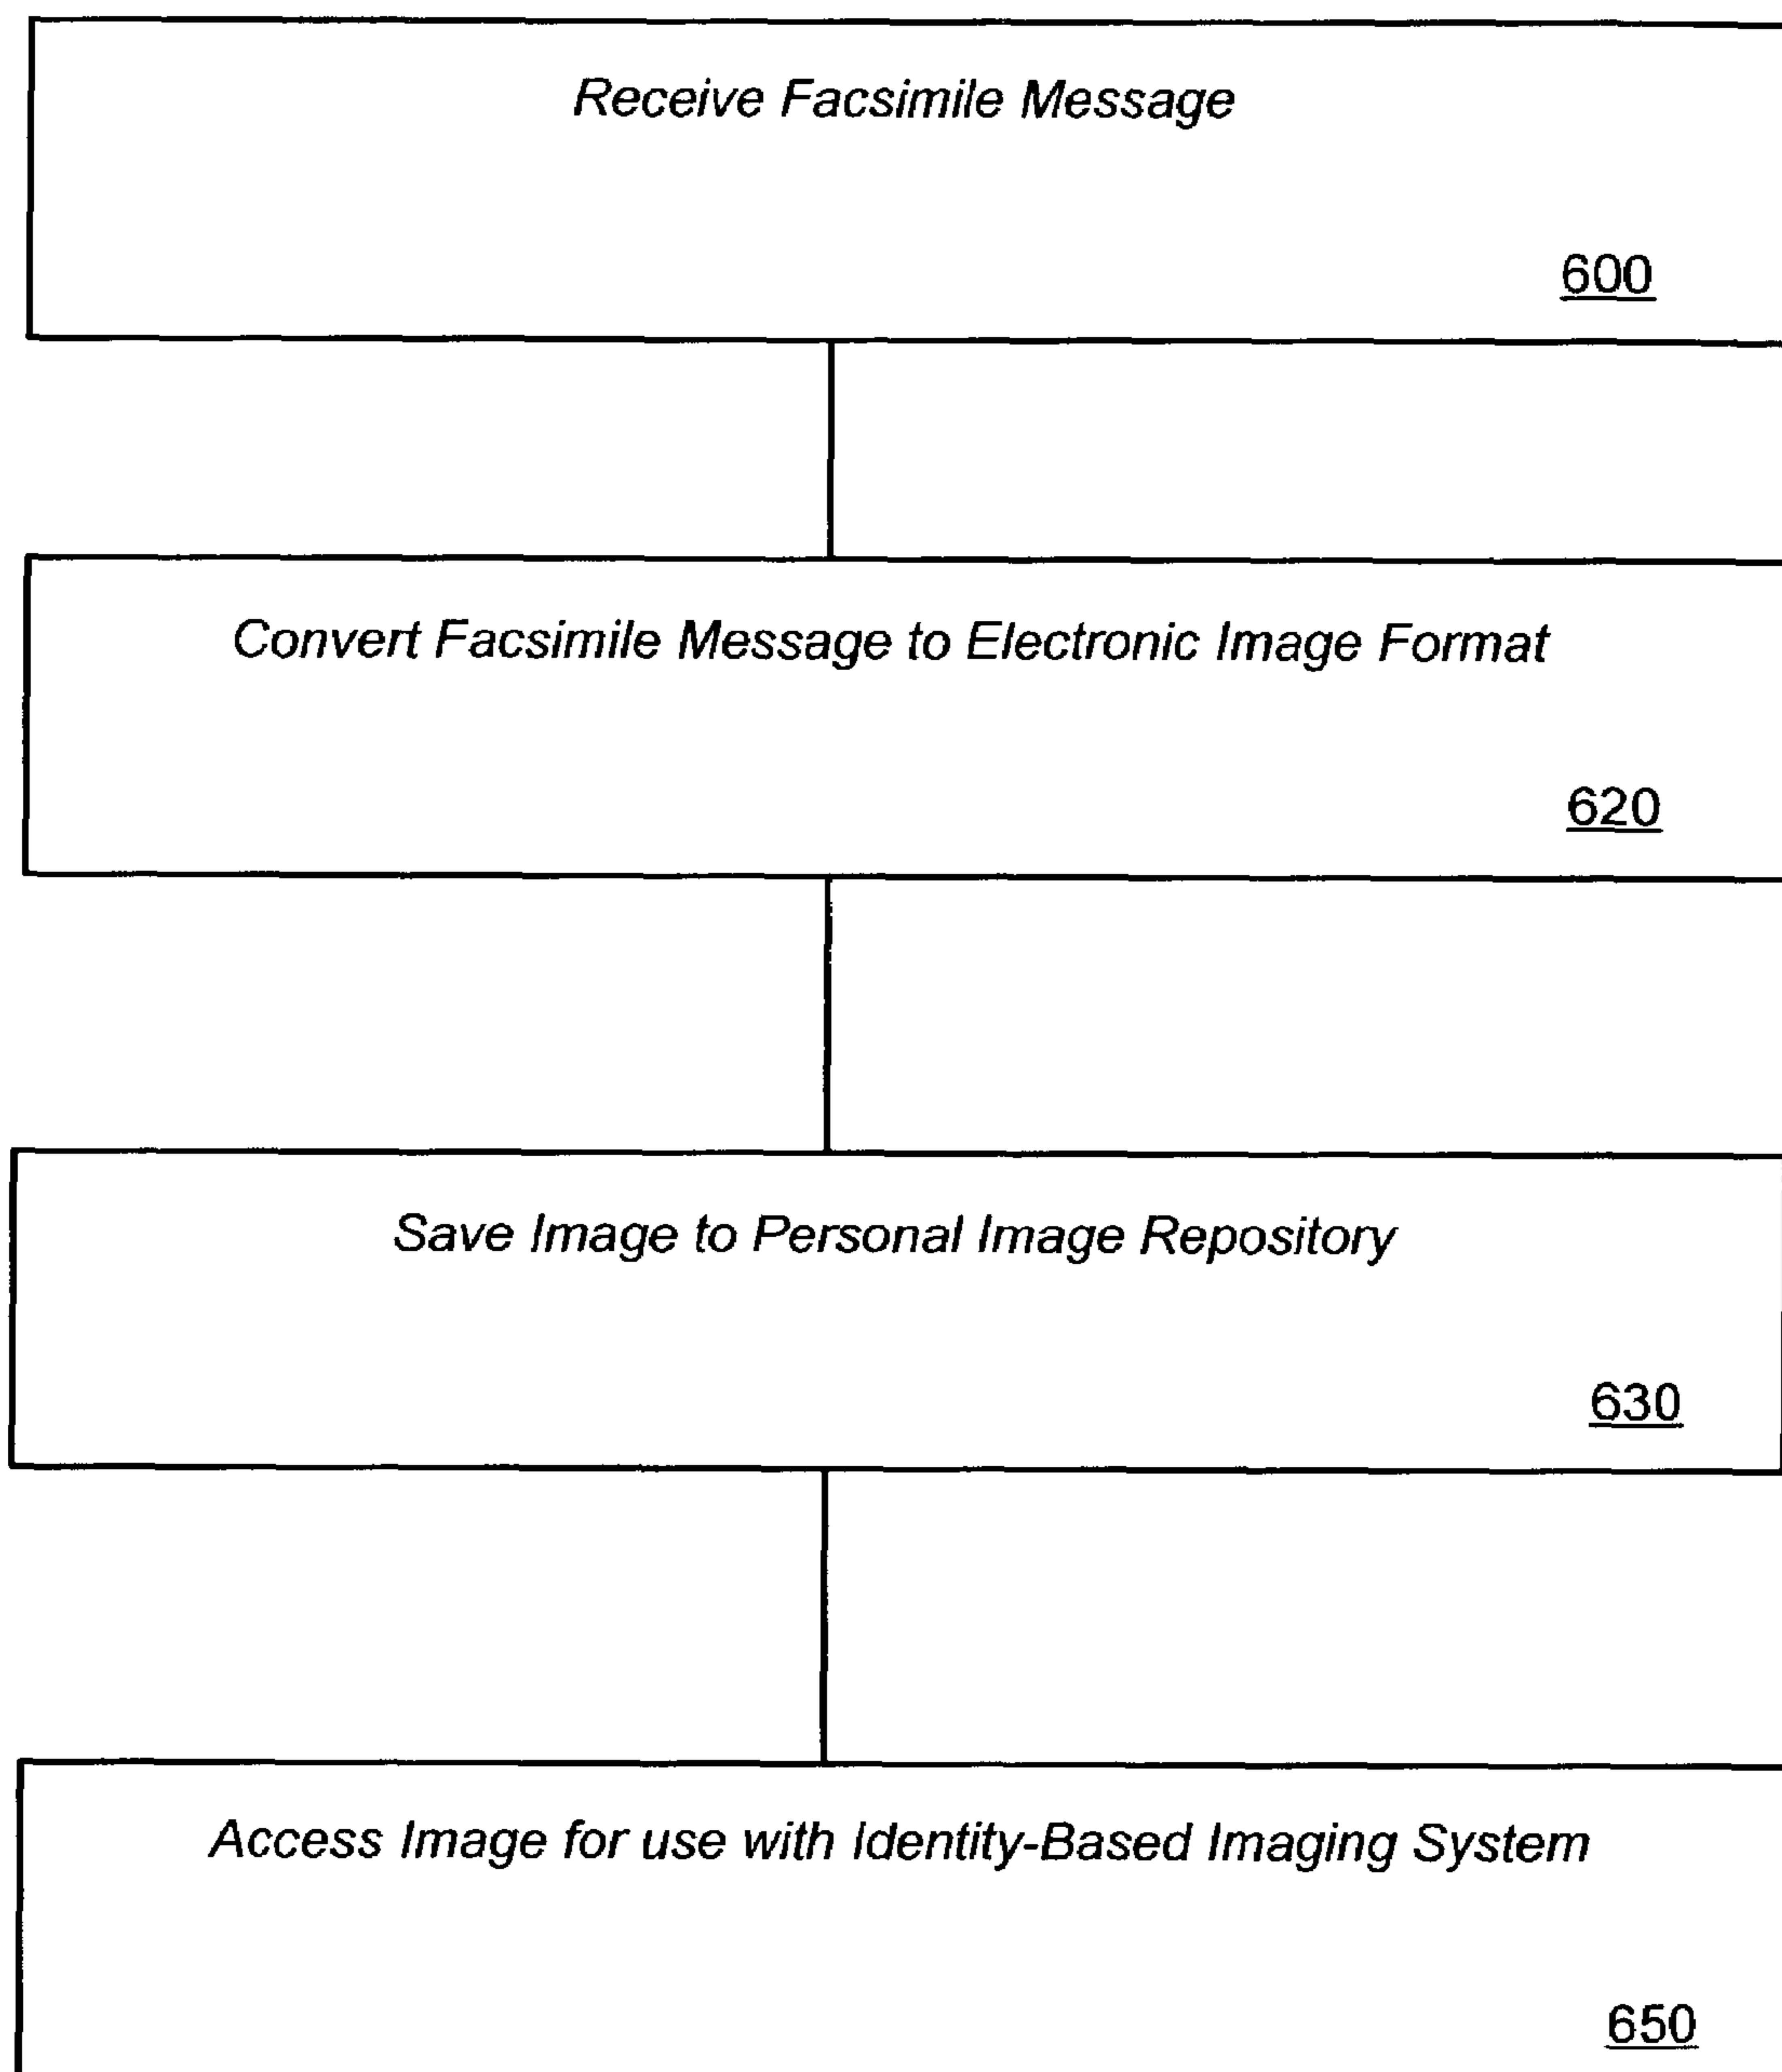 Receive Facsimile Message
600
Convert Facsimile Message to Electronic Image Format
620
Save Image to Personal Image Repository
630
Access Image for use with Identity-Based Imaging System
650